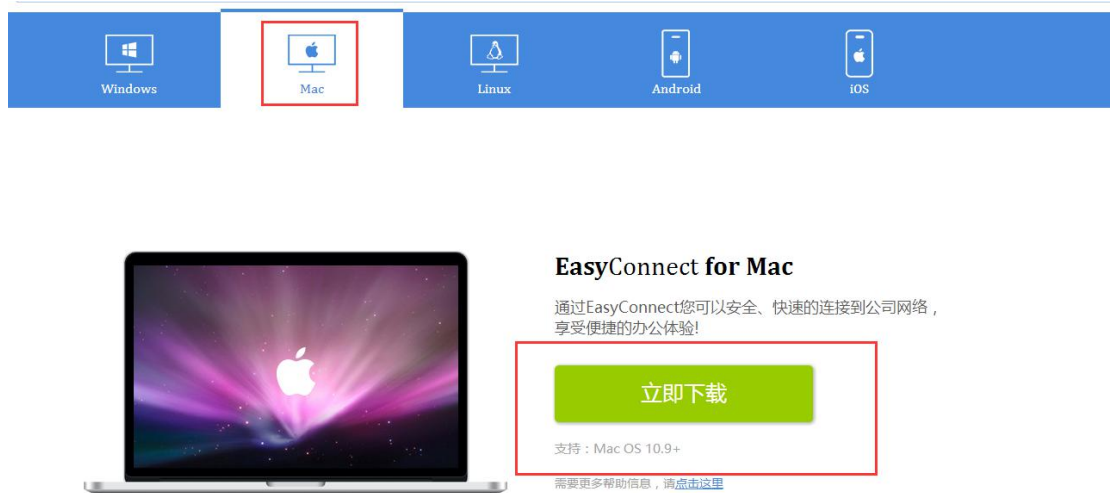 Windows
Mac
Linux
Android
iOS
EasyConnect for Mac
通过EasyConnect您可以安全、快速的连接到公司网络，
享受便捷的办公体验!
立即下载
支持：Mac OS 10.9+
需要更多帮助信息，请点击这里